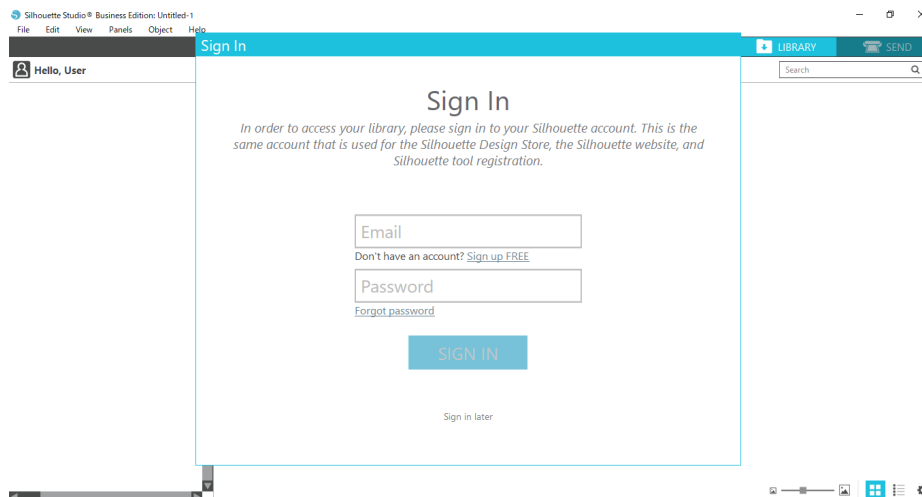 Silhouette Studio® Business Edition: Untitled-1
File Edit View Panels Object Help
Sign In
LIBRARY
SEND
Hello, User
Search
Sign In
In order to access your library, please sign in to your Silhouette account. This is the
same account that is used for the Silhouette Design Store, the Silhouette website, and
Silhouette tool registration.
Email
Don't have an account? Sign up FREE
Password
Forgot password
SIGN IN
Sign in later